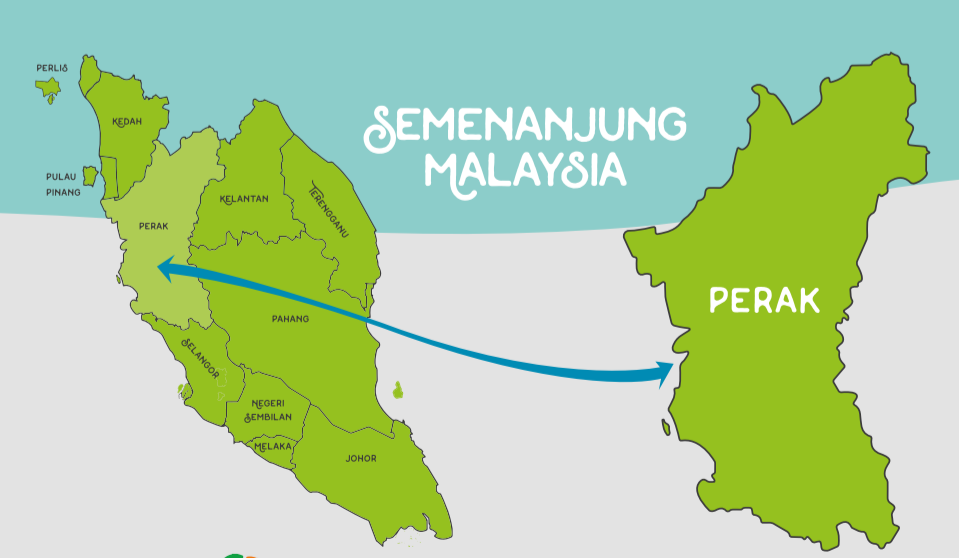 SEMENANJUNG
MALAYSIA
PERLIS
KEDAH
PULAU
PINANG
PERAK
KELANTAN
TERENGGANU
PAHANG
SELANGOR
NEGERI
SEMBILAN
MELAKA
JOHOR
PERAK